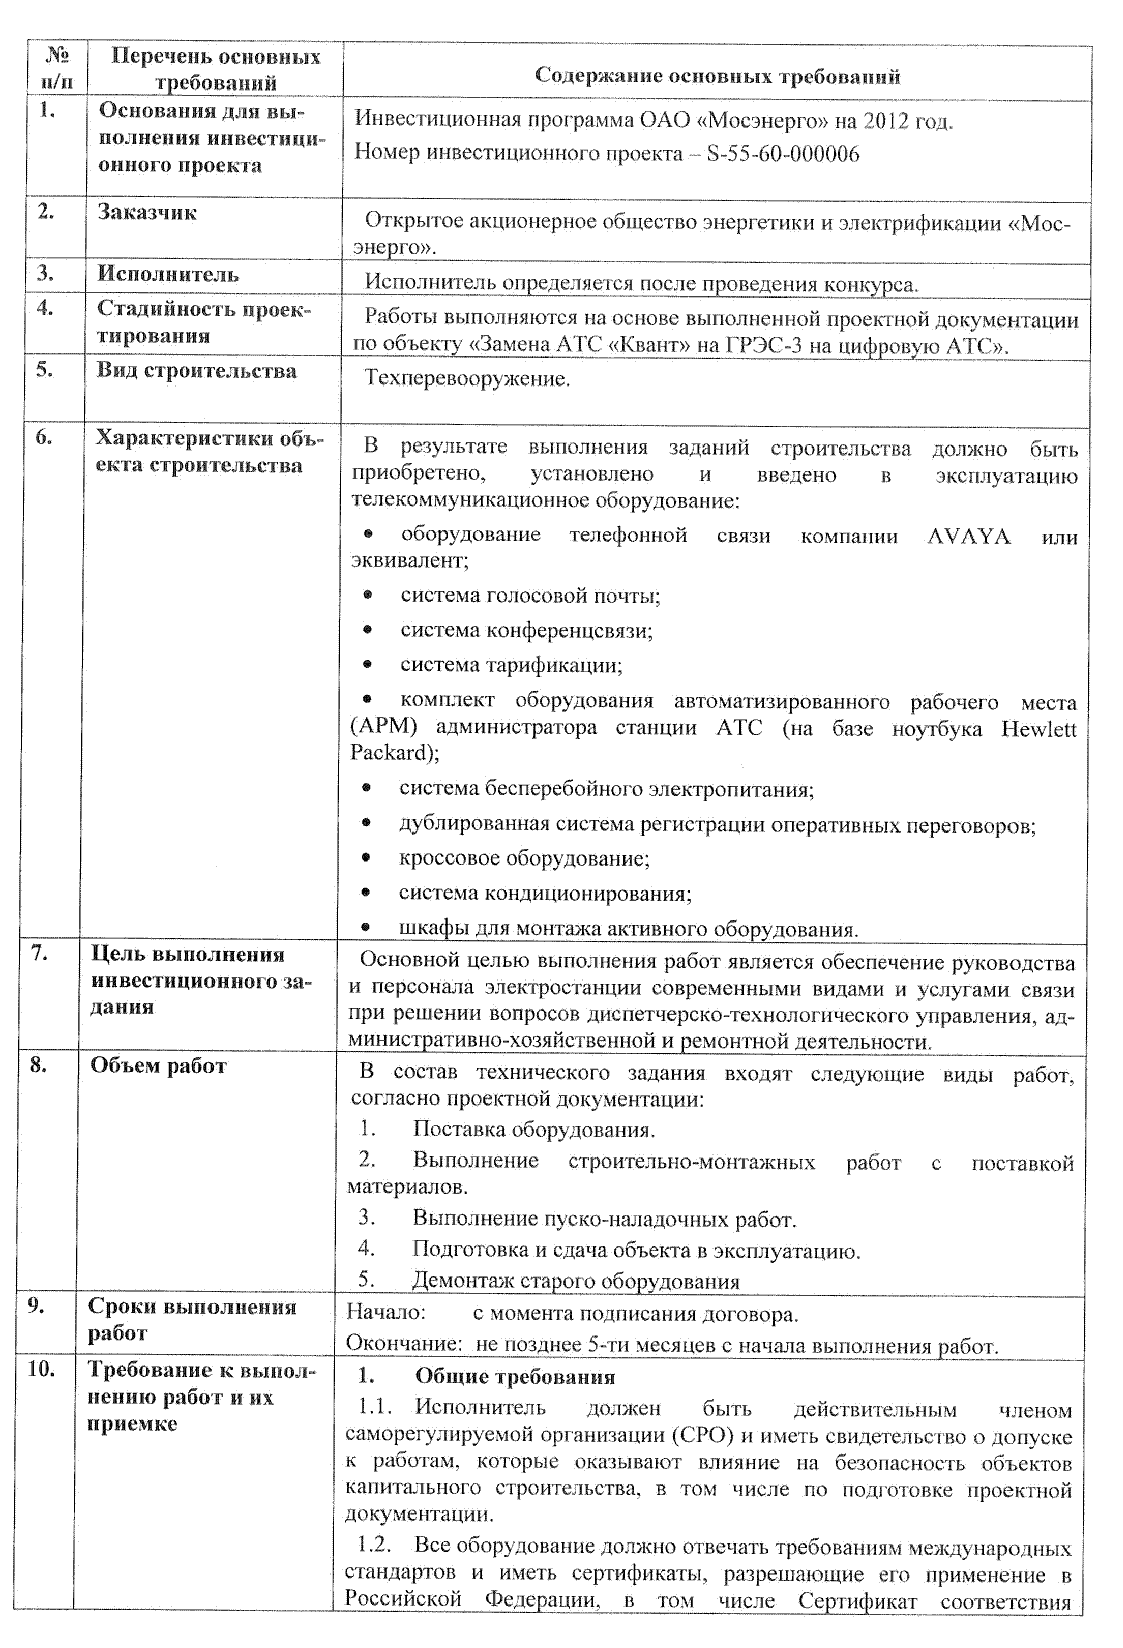 № п/п
Перечень основных требований
Содержание основных требований
1.
Основания для вы-
полнения инвестици-
онного проекта
Инвестиционная программа ОАО «Мосэнерго» на 2012 год.
Номер инвестиционного проекта – S-55-60-000006
2.
Заказчик
Открытое акционерное общество энергетики и электрификации «Мос-
энерго».
3.
Исполнитель
Исполнитель определяется после проведения конкурса.
4.
Стадийность проек-
тирования
Работы выполняются на основе выполненной проектной документации
по объекту «Замена АТС «Квант» на ГРЭС-3 на цифровую АТС».
5.
Вид строительства
Техперевооружение.
6.
Характеристики объ-
екта строительства
В результате выполнения заданий строительства должно быть
приобретено, установлено и введено в эксплуатацию
телекоммуникационное оборудование:
• оборудование телефонной связи компании AVAYA или
эквивалент;
• система голосовой почты;
• система конференцсвязи;
• система тарификации;
• комплект оборудования автоматизированного рабочего места
(АРМ) администратора станции АТС (на базе ноутбука Hewlett
Packard);
• система бесперебойного электропитания;
• дублированная система регистрации оперативных переговоров;
• кроссовое оборудование;
• система кондиционирования;
• шкафы для монтажа активного оборудования.
7.
Цель выполнения
инвестиционного за-
дания
Основной целью выполнения работ является обеспечение руководства
и персонала электростанции современными видами и услугами связи
при решении вопросов диспетчерско-технологического управления, ад-
министративно-хозяйственной и ремонтной деятельности.
8.
Объем работ
В состав технического задания входят следующие виды работ,
согласно проектной документации:
1. Поставка оборудования.
2. Выполнение строительно-монтажных работ с поставкой
материалов.
3. Выполнение пуско-наладочных работ.
4. Подготовка и сдача объекта в эксплуатацию.
5. Демонтаж старого оборудования
9.
Сроки выполнения
работ
Начало: с момента подписания договора.
Окончание: не позднее 5-ти месяцев с начала выполнения работ.
10.
Требование к выпол-
нению работ и их
приемке
1. Общие требования
1.1. Исполнитель должен быть действительным членом
саморегулируемой организации (СРО) и иметь свидетельство о допуске
к работам, которые оказывают влияние на безопасность объектов
капитального строительства, в том числе по подготовке проектной
документации.
1.2. Все оборудование должно отвечать требованиям международных
стандартов и иметь сертификаты, разрешающие его применение в
Российской Федерации, в том числе Сертификат соответствия